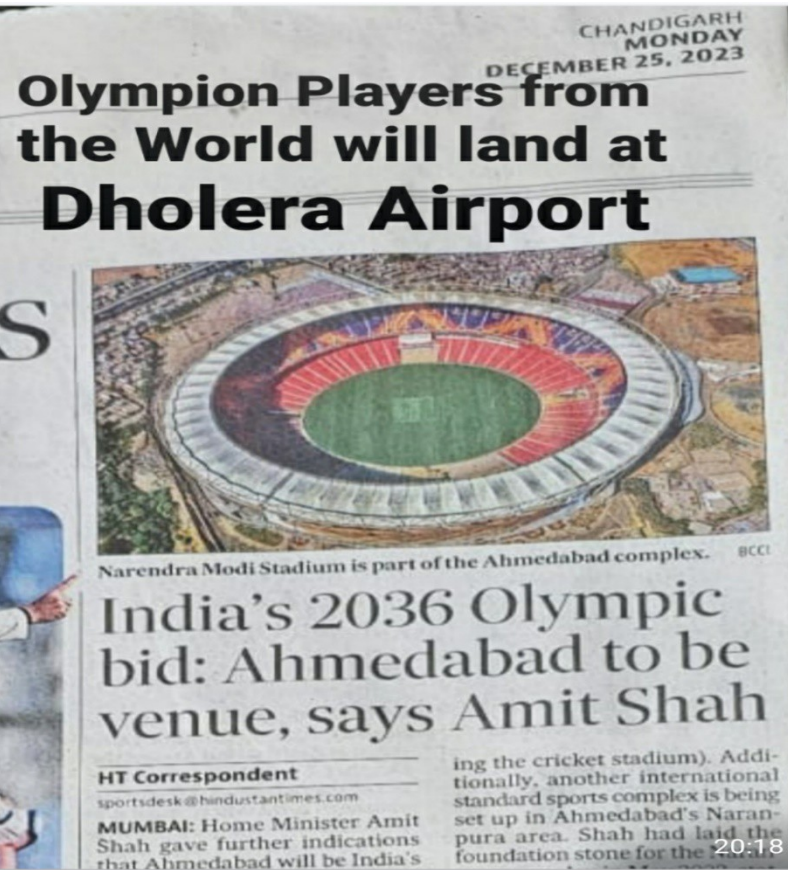 CHANDIGARH
MONDAY
DECEMBER 25, 2023
Olympion Players from
the World will land at
Dholera Airport
S
Narendra Modi Stadium is part of the Ahmedabad complex. BCCI
India's 2036 Olympic
bid: Ahmedabad to be
venue, says Amit Shah
HT Correspondent
sportsdesk@hindustantimes.com
MUMBAI: Home Minister Amit
Shah gave further indications
that Ahmedabad will be India's
ing the cricket stadium). Addi-
tionally, another international
standard sports complex is being
set up in Ahmedabad's Naran-
pura area. Shah had laid the
foundation stone for the
20:18